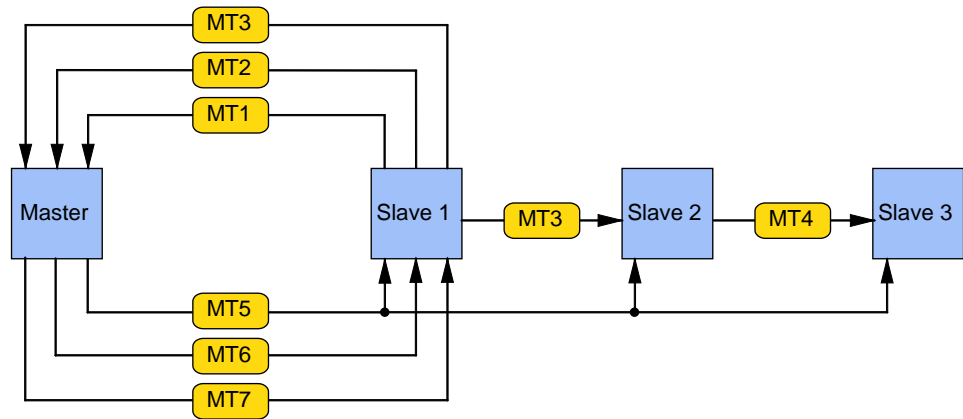 MT3
MT2
MT1
Master
Slave 1
MT3
Slave 2
MT4
Slave 3
MT5
MT6
MT7